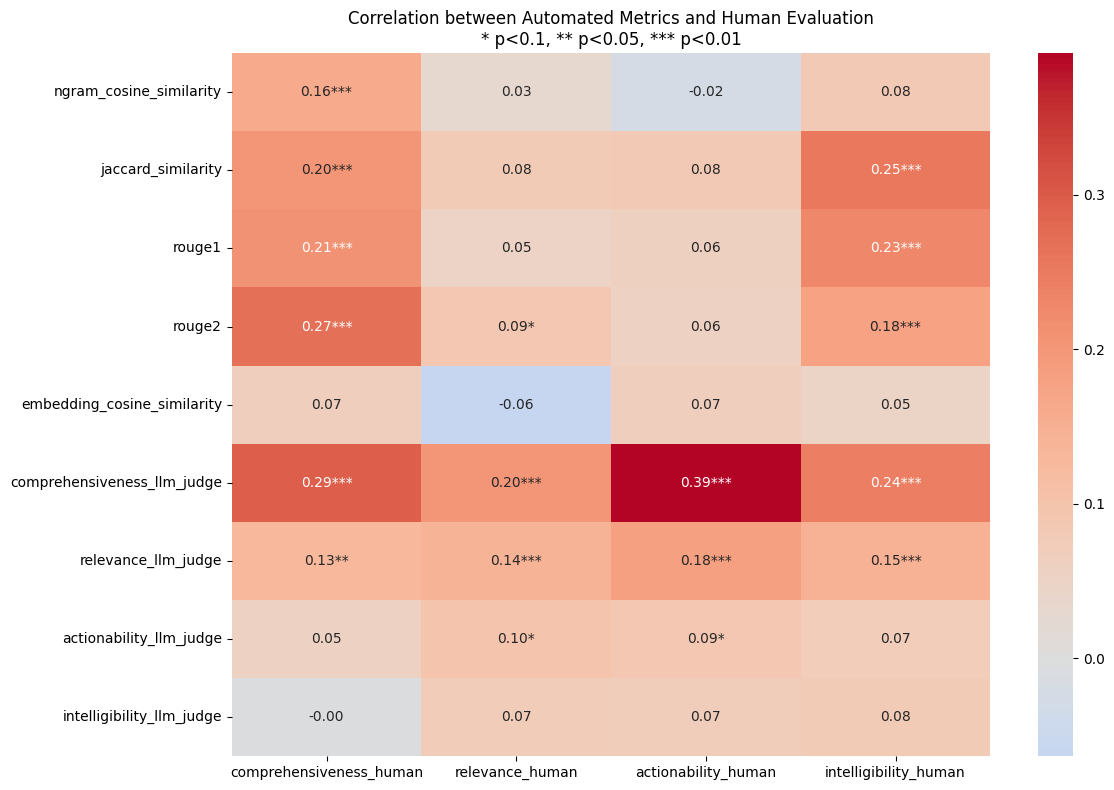 Correlation between Automated Metrics and Human Evaluation
* p<0.1, ** p<0.05, *** p<0.01
ngram_cosine_similarity 0.16*** 0.03 -0.02 0.08
jaccard_similarity 0.20*** 0.08 0.08 0.25***
rouge1 0.21*** 0.05 0.06 0.23***
rouge2 0.27*** 0.09* 0.06 0.18***
embedding_cosine_similarity 0.07 -0.06 0.07 0.05
comprehensiveness_llm_judge 0.29*** 0.20*** 0.39*** 0.24***
relevance_llm_judge 0.13** 0.14*** 0.18*** 0.15***
actionability_llm_judge 0.05 0.10* 0.09* 0.07
intelligibility_llm_judge -0.00 0.07 0.07 0.08
comprehensiveness_human relevance_human actionability_human intelligibility_human
0.3
0.2
0.1
0.0